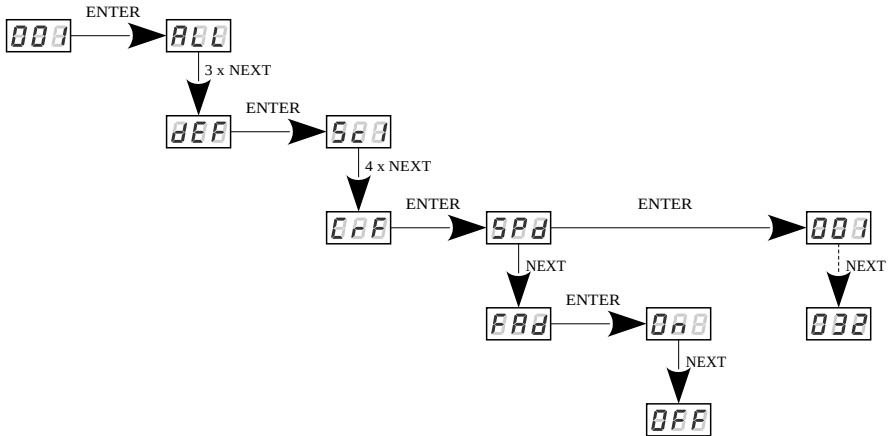 ENTER
001
ALL
3 x NEXT
ENTER
dEF
Sc1
4 x NEXT
ENTER
ENTER
CrF
SPd
001
NEXT
NEXT
ENTER
FAd
On
032
NEXT
OFF